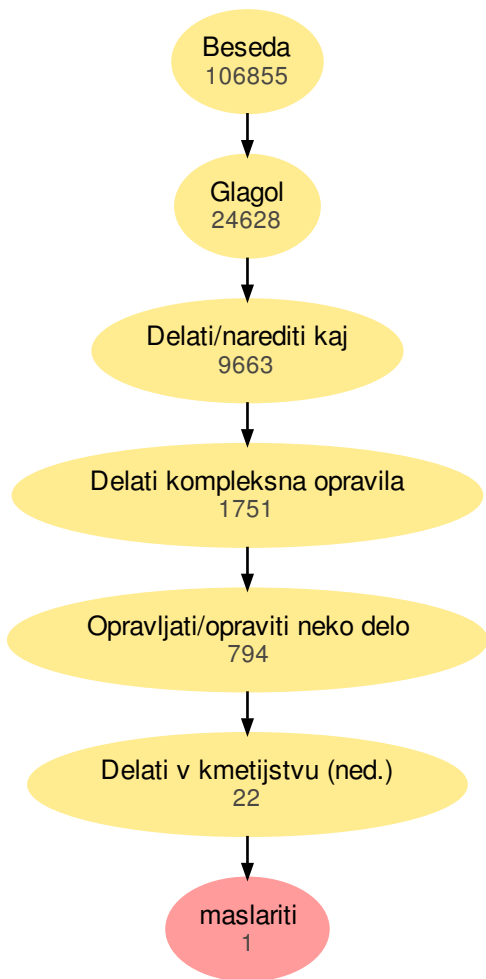 Beseda
106855
Glagol
24628
Delati/narediti kaj
9663
Delati kompleksna opravila
1751
Opravljati/opraviti neko delo
794
Delati v kmetijstvu (ned.)
22
maslariti
1